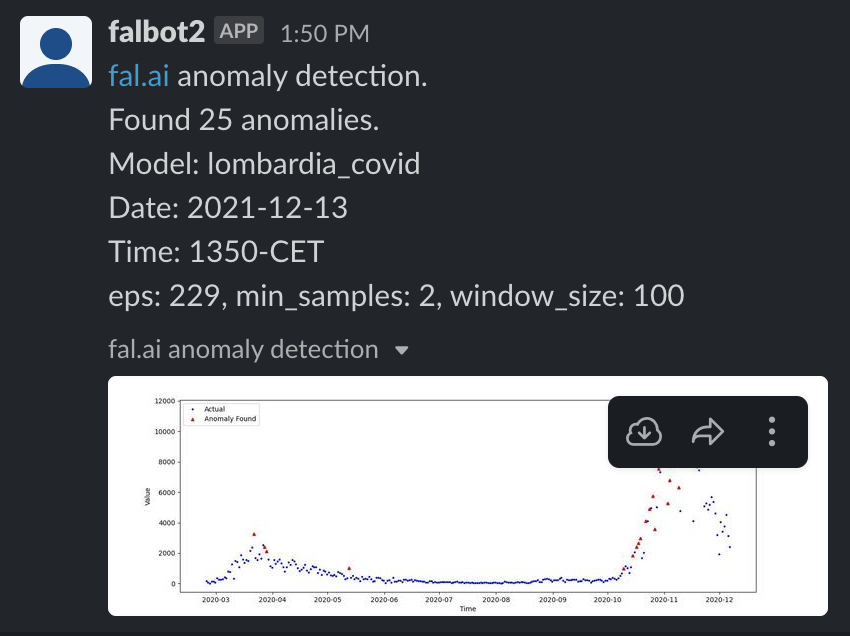 falbot2 APP 1:50 PM
fal.ai anomaly detection.
Found 25 anomalies.
Model: lombardia_covid
Date: 2021-12-13
Time: 1350-CET
eps: 229, min_samples: 2, window_size: 100
fal.ai anomaly detection
12000
Actual
Anomaly Found
10000
8000
6000
Value
4000
2000
0
2020-03 2020-04 2020-05 2020-06 2020-07 2020-08 2020-09 2020-10 2020-11 2020-12
Time